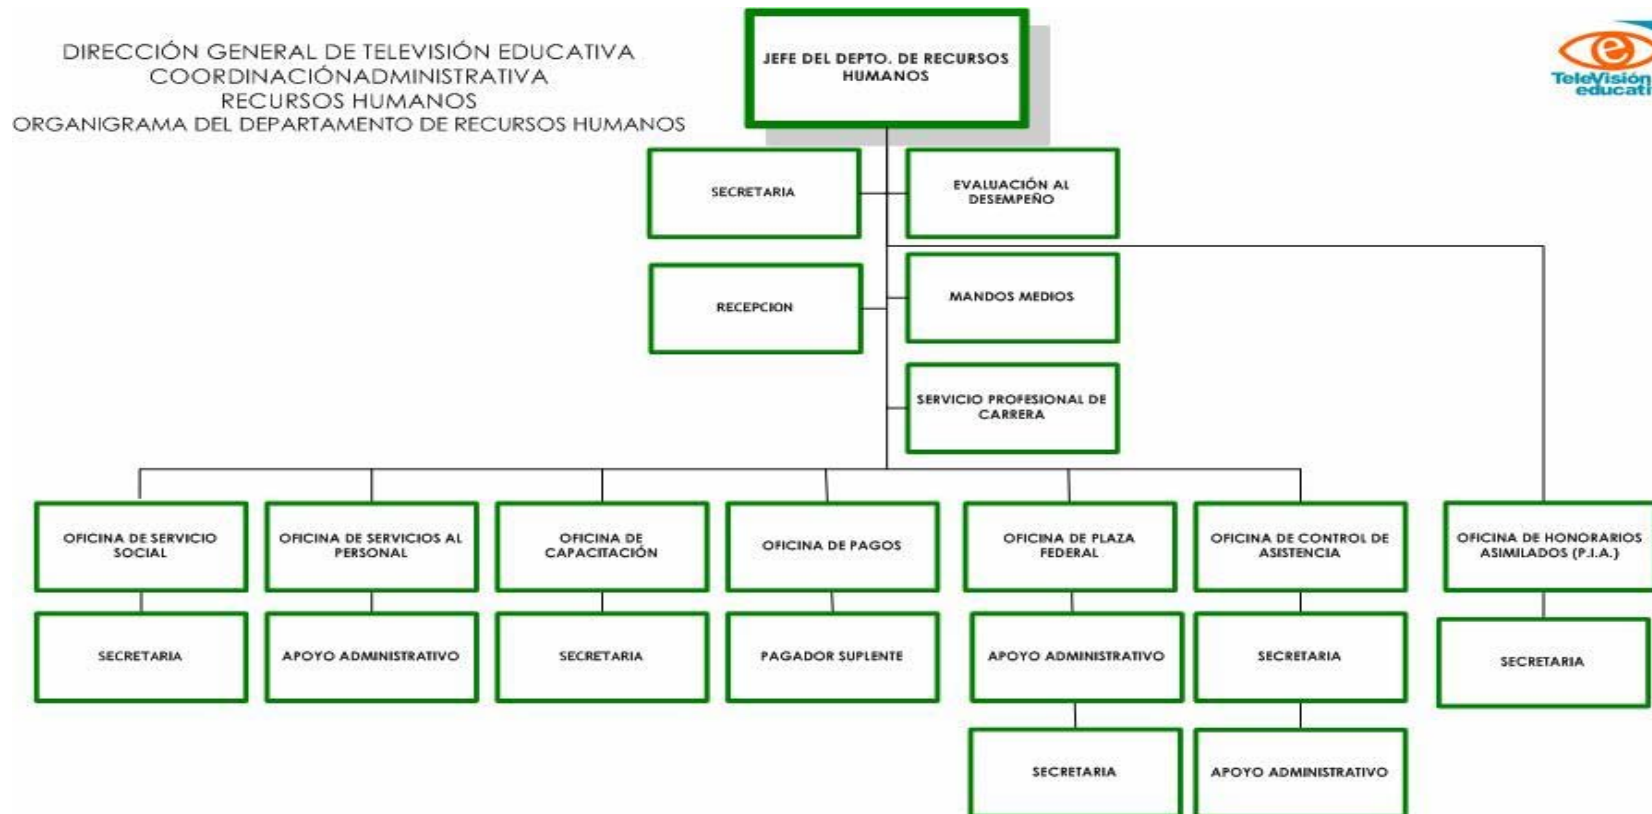 DIRECCIÓN GENERAL DE TELEVISIÓN EDUCATIVA
COORDINACIÓNADMINISTRATIVA
RECURSOS HUMANOS
ORGANIGRAMA DEL DEPARTAMENTO DE RECURSOS HUMANOS
JEFE DEL DEPTO. DE RECURSOS
HUMANOS
e
TeleVisión
educati
SECRETARIA
EVALUACIÓN AL
DESEMPEÑO
RECEPCION
MANDOS MEDIOS
SERVICIO PROFESIONAL DE
CARRERA
OFICINA DE SERVICIO
SOCIAL
OFICINA DE SERVICIOS AL
PERSONAL
OFICINA DE
CAPACITACIÓN
OFICINA DE PAGOS
OFICINA DE PLAZA
FEDERAL
OFICINA DE CONTROL DE
ASISTENCIA
OFICINA DE HONORARIOS
ASIMILADOS (P.I.A.)
SECRETARIA
APOYO ADMINISTRATIVO
SECRETARIA
PAGADOR SUPLENTE
APOYO ADMINISTRATIVO
SECRETARIA
SECRETARIA
SECRETARIA
APOYO ADMINISTRATIVO